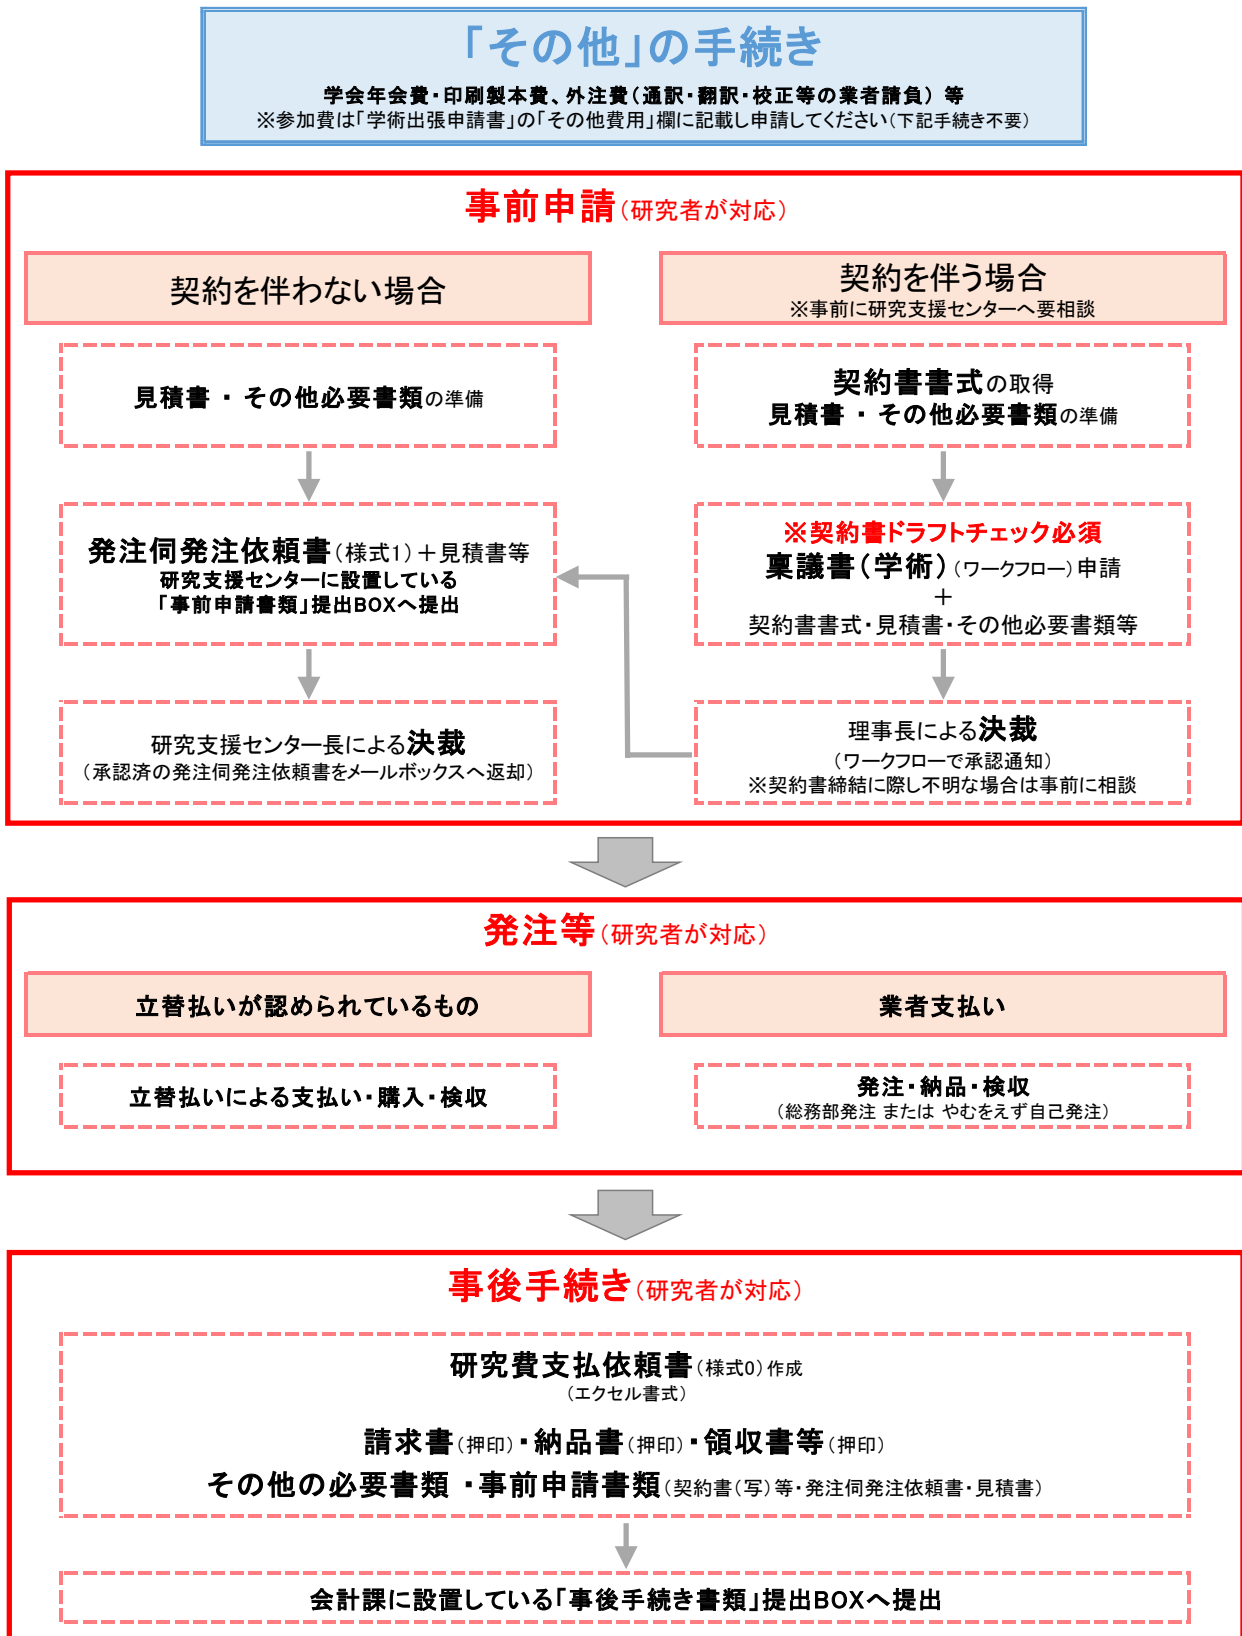 「その他」の手続き
学会年会費・印刷製本費、外注費（通訳・翻訳・校正等の業者請負）等
※参加費は「学術出張申請書」の「その他費用」欄に記載し申請してください（下記手続き不要）
事前申請（研究者が対応）
契約を伴わない場合
見積書 ・ その他必要書類の準備
発注伺発注依頼書（様式1）＋見積書等
研究支援センターに設置している
「事前申請書類」提出BOXへ提出
研究支援センター長による決裁
（承認済の発注伺発注依頼書をメールボックスへ返却）
契約を伴う場合
※事前に研究支援センターへ要相談
契約書書式の取得
見積書 ・ その他必要書類の準備
※契約書ドラフトチェック必須
稟議書（学術）（ワークフロー）申請
＋
契約書書式・見積書・その他必要書類等
理事長による決裁
（ワークフローで承認通知）
※契約書締結に際し不明な場合は事前に相談
発注等（研究者が対応）
立替払いが認められているもの
立替払いによる支払い・購入・検収
業者支払い
発注・納品・検収
（総務部発注 または やむをえず自己発注）
事後手続き（研究者が対応）
研究費支払依頼書（様式0）作成
（エクセル書式）
請求書（押印）・納品書（押印）・領収書等（押印）
その他の必要書類 ・事前申請書類（契約書（写）等・発注伺発注依頼書・見積書）
会計課に設置している「事後手続き書類」提出BOXへ提出